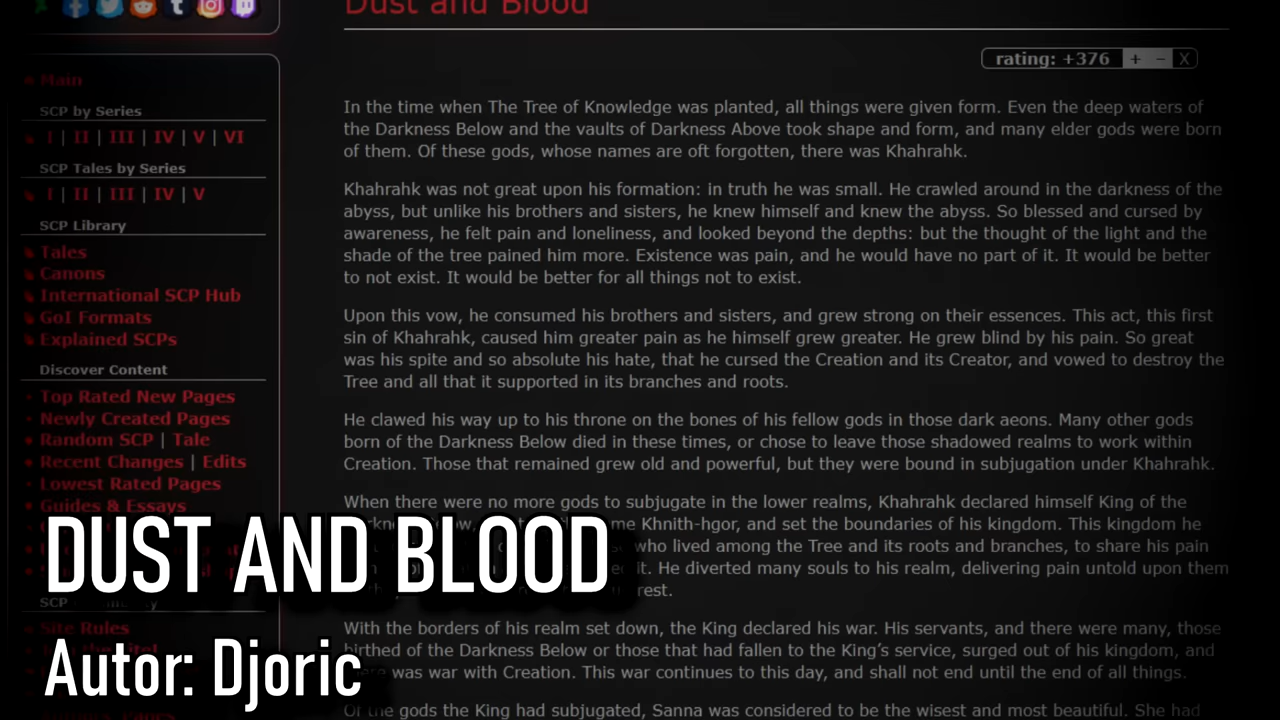 Dust and Blood
rating: +376 + – X
Main
SCP by Series
I | II | III | IV | V | VI
SCP Tales by Series
I | II | III | IV | V
SCP Library
Tales
Canons
International SCP Hub
GoI Formats
Explained SCPs
Discover Content
Top Rated New Pages
Newly Created Pages
Random SCP | Tale
Recent Changes | Edits
Lowest Rated Pages
Guides & Essays
SCP
Site Rules
In the time when The Tree of Knowledge was planted, all things were given form. Even the deep waters of
the Darkness Below and the vaults of Darkness Above took shape and form, and many elder gods were born
of them. Of these gods, whose names are oft forgotten, there was Khahrahk.
Khahrahk was not great upon his formation: in truth he was small. He crawled around in the darkness of the
abyss, but unlike his brothers and sisters, he knew himself and knew the abyss. So blessed and cursed by
awareness, he felt pain and loneliness, and looked beyond the depths: but the thought of the light and the
shade of the tree pained him more. Existence was pain, and he would have no part of it. It would be better
to not exist. It would be better for all things not to exist.
Upon this vow, he consumed his brothers and sisters, and grew strong on their essences. This act, this first
sin of Khahrahk, caused him greater pain as he himself grew greater. He grew blind by his pain. So great
was his spite and so absolute his hate, that he cursed the Creation and its Creator, and vowed to destroy the
Tree and all that it supported in its branches and roots.
He clawed his way up to his throne on the bones of his fellow gods in those dark aeons. Many other gods
born of the Darkness Below died in these times, or chose to leave those shadowed realms to work within
Creation. Those that remained grew old and powerful, but they were bound in subjugation under Khahrahk.
When there were no more gods to subjugate in the lower realms, Khahrahk declared himself King of the
Khnith-hgor, and set the boundaries of his kingdom. This kingdom he
who lived among the Tree and its roots and branches, to share his pain
it. He diverted many souls to his realm, delivering pain untold upon them
rest.
With the borders of his realm set down, the King declared his war. His servants, and there were many, those
birthed of the Darkness Below or those that had fallen to the King's service, surged out of his kingdom, and
was war with Creation. This war continues to this day, and shall not end until the end of all things.
Of the gods the King had subjugated, Sanna was considered to be the wisest and most beautiful. She had
DUST AND BLOOD
Autor: Djoric